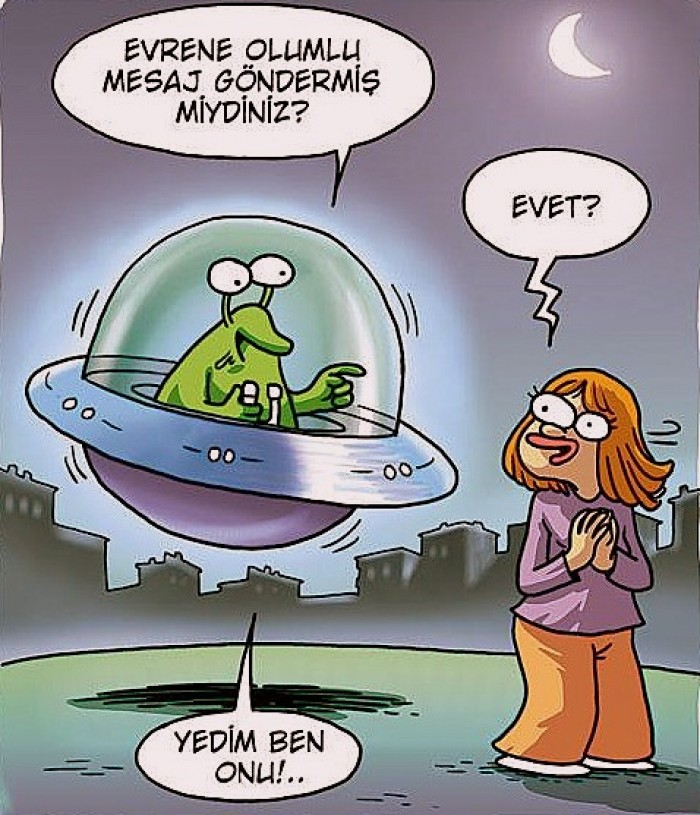 EVRENE OLUMLU
MESAJ GÖNDERMİŞ
MİYDİNİZ?
EVET?
YEDİM BEN
ONU!..